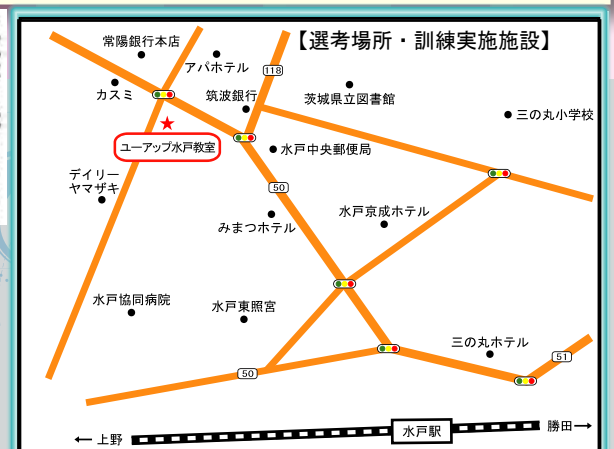 【選考場所・訓練実施施設】
常陽銀行本店
アパホテル
118
カスミ
筑波銀行
茨城県立図書館
三の丸小学校
ユーアップ水戸教室
水戸中央郵便局
デイリー
ヤマザキ
50
みまつホテル
水戸京成ホテル
水戸協同病院
水戸東照宮
三の丸ホテル
51
50
水戸駅
勝田→
←上野